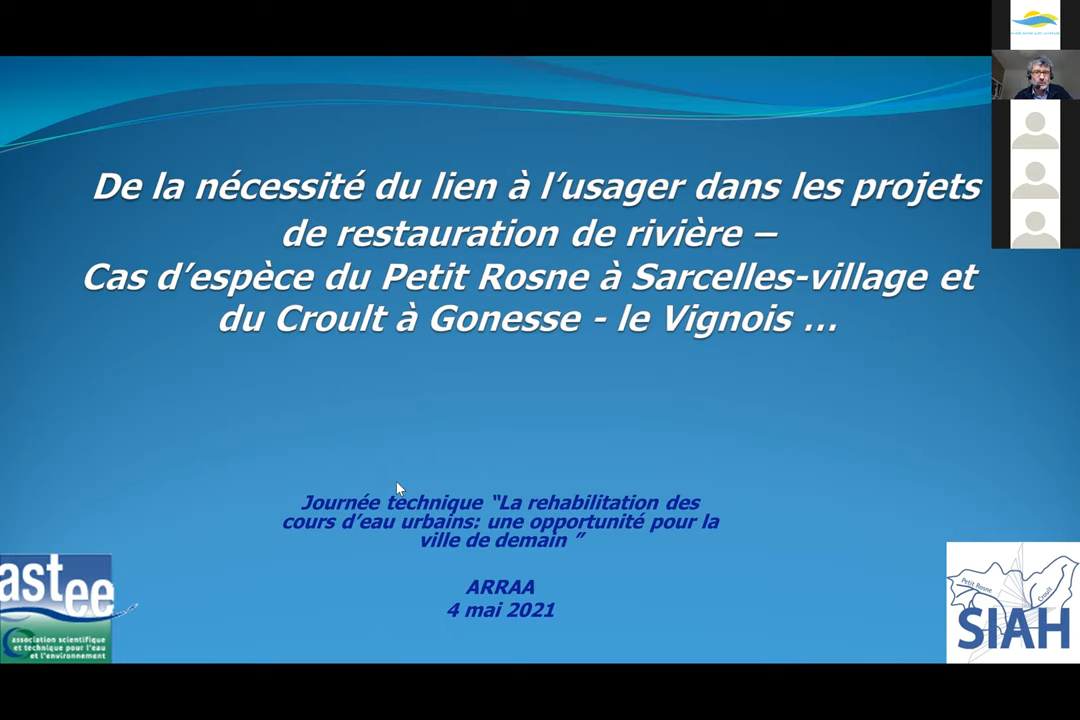 De la nécessité du lien à l’usager dans les projets
de restauration de rivière –
Cas d’espèce du Petit Rosne à Sarcelles-village et
du Croult à Gonesse - le Vignois ...
Journée technique “La rehabilitation des
cours d’eau urbains: une opportunité pour la
ville de demain ”
ARRAA
4 mai 2021
astee
association scientifique
et technique pour l'eau
et l'environnement
Petit Rosne
Croult
SIAH